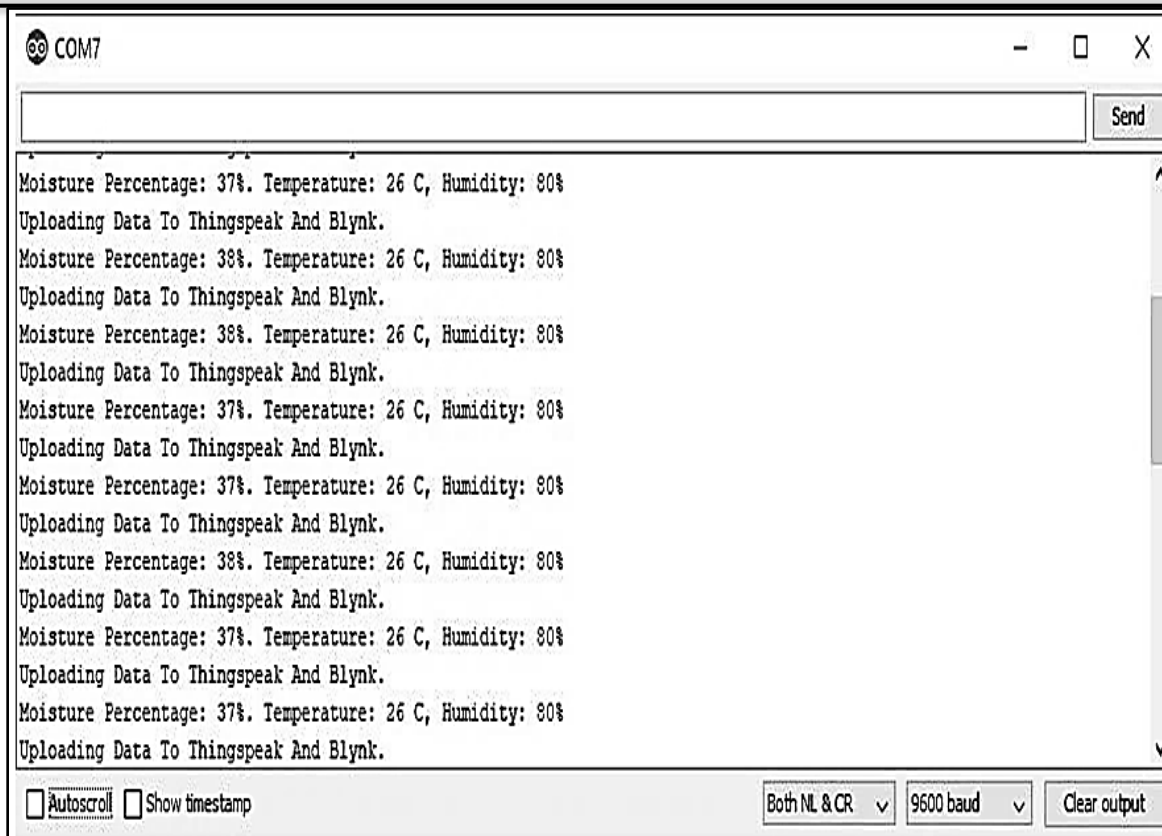 COM7
Send
Moisture Percentage: 37%. Temperature: 26 C, Humidity: 80%
Uploading Data To Thingspeak And Blynk.
Moisture Percentage: 38%. Temperature: 26 C, Humidity: 80%
Uploading Data To Thingspeak And Blynk.
Moisture Percentage: 38%. Temperature: 26 C, Humidity: 80%
Uploading Data To Thingspeak And Blynk.
Moisture Percentage: 37%. Temperature: 26 C, Humidity: 80%
Uploading Data To Thingspeak And Blynk.
Moisture Percentage: 37%. Temperature: 26 C, Humidity: 80%
Uploading Data To Thingspeak And Blynk.
Moisture Percentage: 38%. Temperature: 26 C, Humidity: 80%
Uploading Data To Thingspeak And Blynk.
Moisture Percentage: 37%. Temperature: 26 C, Humidity: 80%
Uploading Data To Thingspeak And Blynk.
Moisture Percentage: 37%. Temperature: 26 C, Humidity: 80%
Uploading Data To Thingspeak And Blynk.
Autoscroll Show timestamp Both NL & CR 9600 baud Clear output